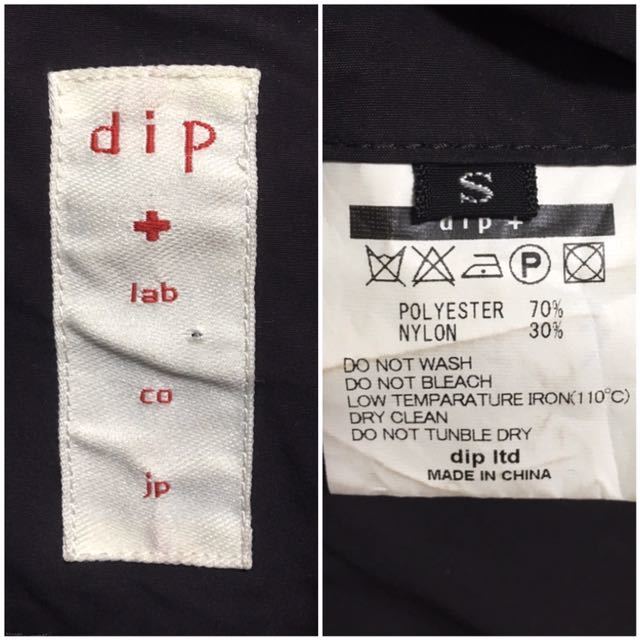 dip
+
lab
co
jp
S
dip +
P
POLYESTER 70%
NYLON 30%
DO NOT WASH
DO NOT BLEACH
LOW TEMPARATURE IRON(110°C)
DRY CLEAN
DO NOT TUNBLE DRY
dip ltd
MADE IN CHINA